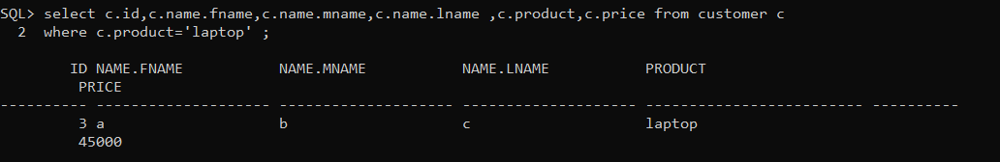 SQL> select c.id,c.name.fname,c.name.mname,c.name.lname ,c.product,c.price from customer c
  2  where c.product='laptop' ;
        ID NAME.FNAME           NAME.MNAME           NAME.LNAME           PRODUCT
     PRICE
---------- -------------------- -------------------- -------------------- ------------------------- ----------
         3 a                    b                    c                    laptop
     45000